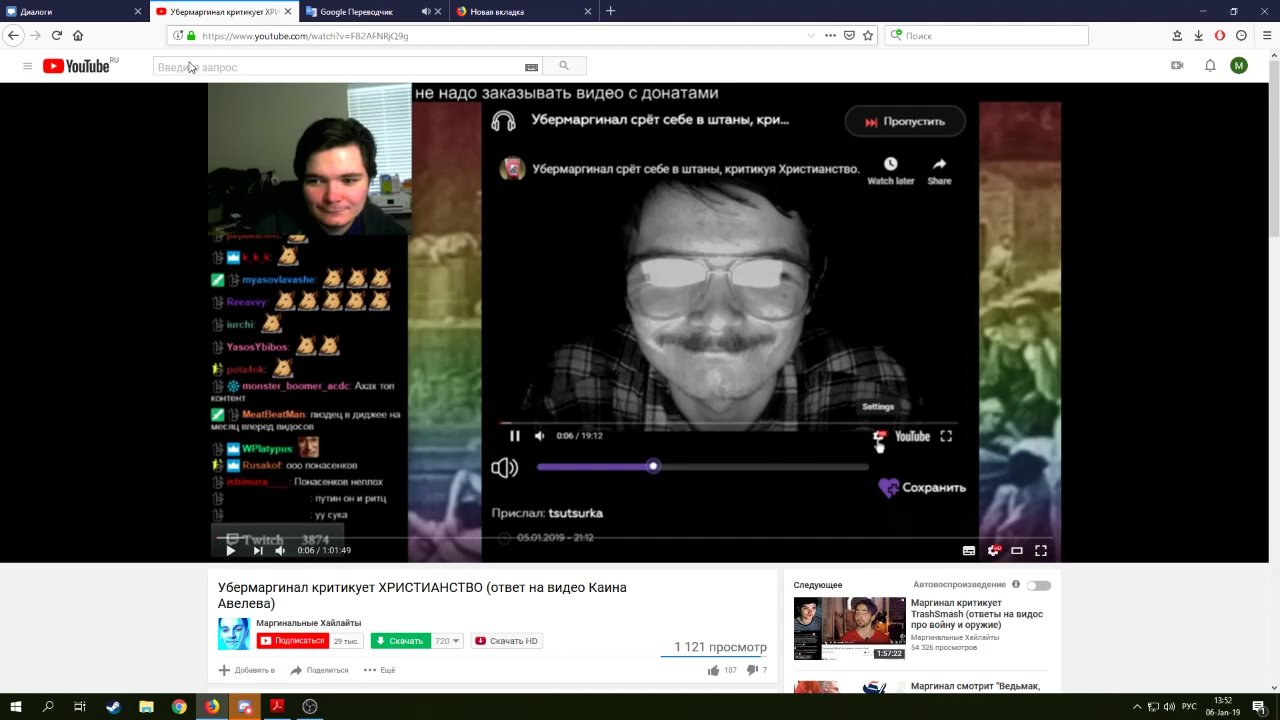 Диалоги
Убермаргинал критикует ХРИ
Google Переводчик
Новая вкладка
https://www.youtube.com/watch?v=F82AFNRjQ9g
Поиск
YouTube RU
Введите запрос
M
не надо заказывать видео с донатами
Убермаргинал срёт себе в штаны, кри...
Пропустить
Убермаргинал срёт себе в штаны, критикуя Христианство.
Watch later
Share
k_k_k:
myasovlavashe:
Reeavvy:
iurchi:
YasosYbibos:
pota4ok:
monster_boomer_acdc: Ахах топ
контент
MeatBeatMan: пиздец в диджее на
месяц вперед видосов
WPlatypus:
Rusakof: ооо понасенков
ishimura____: Понасенков неплох
: путин он и ритц
: уу сука
Settings
0:06 / 19:12
YouTube
Сохранить
Прислал: tsutsurka
05.01.2019 - 21:12
Twitch 3874
0:06 / 1:01:49
Убермаргинал критикует ХРИСТИАНСТВО (ответ на видео Каина
Авелева)
Маргинальные Хайлайты
Подписаться 29 тыс.
Скачать 720
Скачать HD
1 121 просмотр
Добавить в
Поделиться
Ещё
107
7
Следующее
Автовоспроизведение
Маргинал критикует
TrashSmash (ответы на видос
про войну и оружие)
Маргинальные Хайлайты
54 326 просмотров
1:57:22
Маргинал смотрит "Ведьмак,
РУС
13:52
06-Jan-19